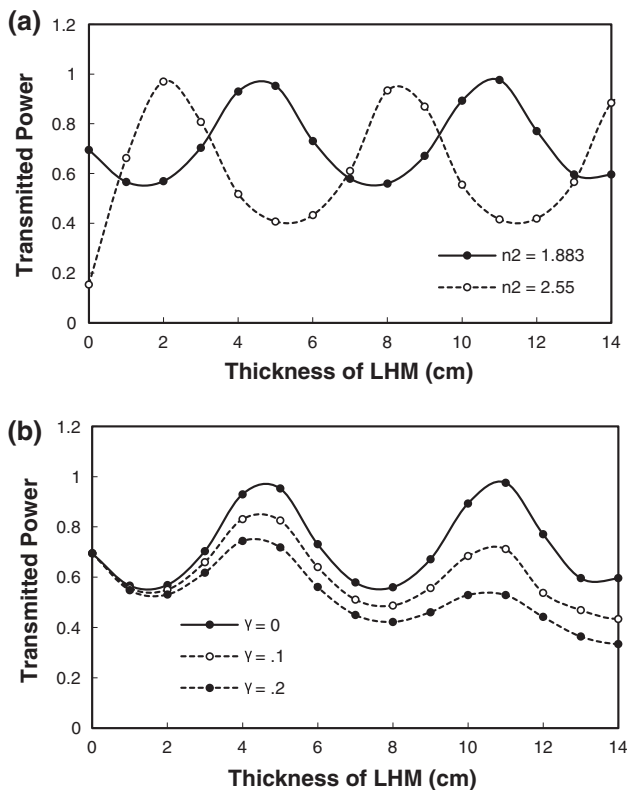 (a)
1.2
1
0.8
0.6
0.4
0.2
0
Transmitted Power
n2 = 1.883
n2 = 2.55
0 2 4 6 8 10 12 14
Thickness of LHM (cm)
(b)
1.2
1
0.8
0.6
0.4
0.2
0
Transmitted Power
γ = 0
γ = .1
γ = .2
0 2 4 6 8 10 12 14
Thickness of LHM (cm)